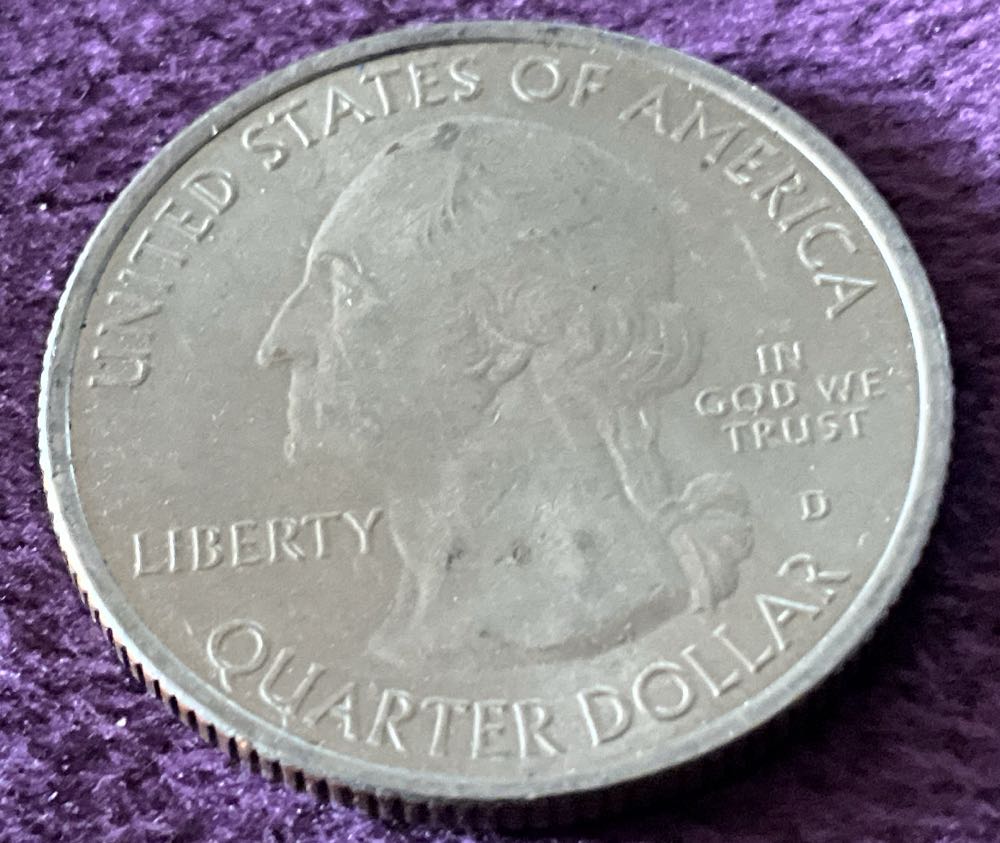 UNITED STATES OF AMERICA
IN
GOD WE
TRUST
D
LIBERTY
QUARTER DOLLAR